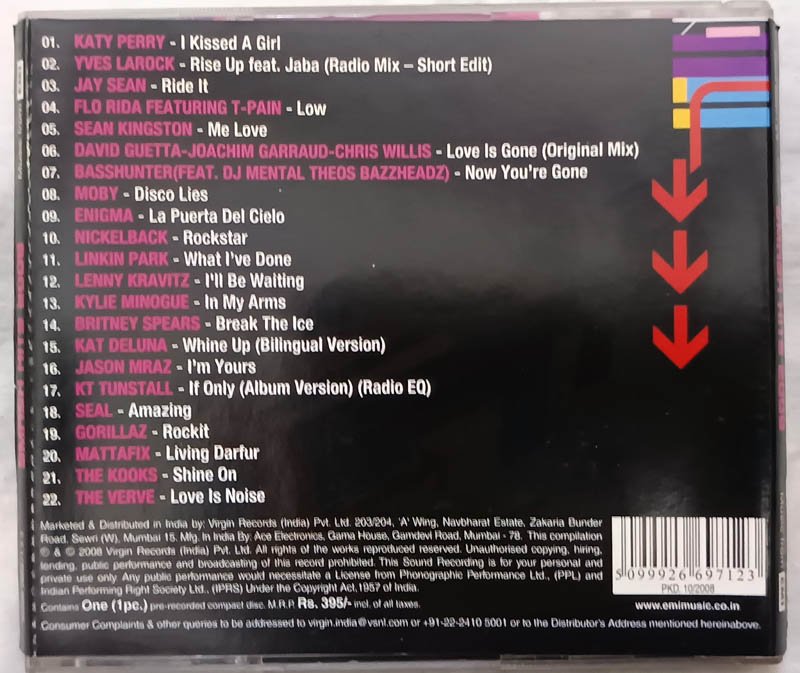 01. KATY PERRY - I Kissed A Girl
02. YVES LAROCK - Rise Up feat. Jaba (Radio Mix – Short Edit)
03. JAY SEAN - Ride It
04. FLO RIDA FEATURING T-PAIN - Low
05. SEAN KINGSTON - Me Love
06. DAVID GUETTA-JOACHIM GARRAUD-CHRIS WILLIS - Love Is Gone (Original Mix)
07. BASSHUNTER(FEAT. DJ MENTAL THEOS BAZZHEADZ) - Now You're Gone
08. MOBY - Disco Lies
09. ENIGMA - La Puerta Del Cielo
10. NICKELBACK - Rockstar
11. LINKIN PARK - What I've Done
12. LENNY KRAVITZ - I'll Be Waiting
13. KYLIE MINOGUE - In My Arms
14. BRITNEY SPEARS - Break The Ice
15. KAT DELUNA - Whine Up (Bilingual Version)
16. JASON MRAZ - I'm Yours
17. KT TUNSTALL - If Only (Album Version) (Radio EQ)
18. SEAL - Amazing
19. GORILLAZ - Rockit
20. MATTAFIX - Living Darfur
21. THE KOOKS - Shine On
22. THE VERVE - Love Is Noise
Marketed & Distributed in India by: Virgin Records (India) Pvt. Ltd. 203/204, 'A' Wing, Navbharat Estate, Zakaria Bunder
Road, Sewri (W), Mumbai 15. Mfg. In India By: Ace Electronics, Gama House, Gamdevi Road, Mumbai - 78. This compilation
℗ & © 2008 Virgin Records (India) Pvt. Ltd. All rights of the works reproduced reserved. Unauthorised copying, hiring,
lending, public performance and broadcasting of this record prohibited. This Sound Recording is for your personal and
private use only Any public performance would necessitate a License from Phonographic Performance Ltd., (PPL) and
Indian Performing Right Society Ltd., (IPRS) Under the Copyright Act,1957 of India.
Contains One (1pc.) pre-recorded compact disc. M.R.P. Rs. 395/- incl. of all taxes.
Consumer Complaints & other queries to be addressed to virgin.india@vsnl.com or +91-22-2410 5001 or to the Distributor's Address mentioned hereinabove.
5099926 697123
PKD. 10/2008
www.emimusic.co.in
Music from EMI